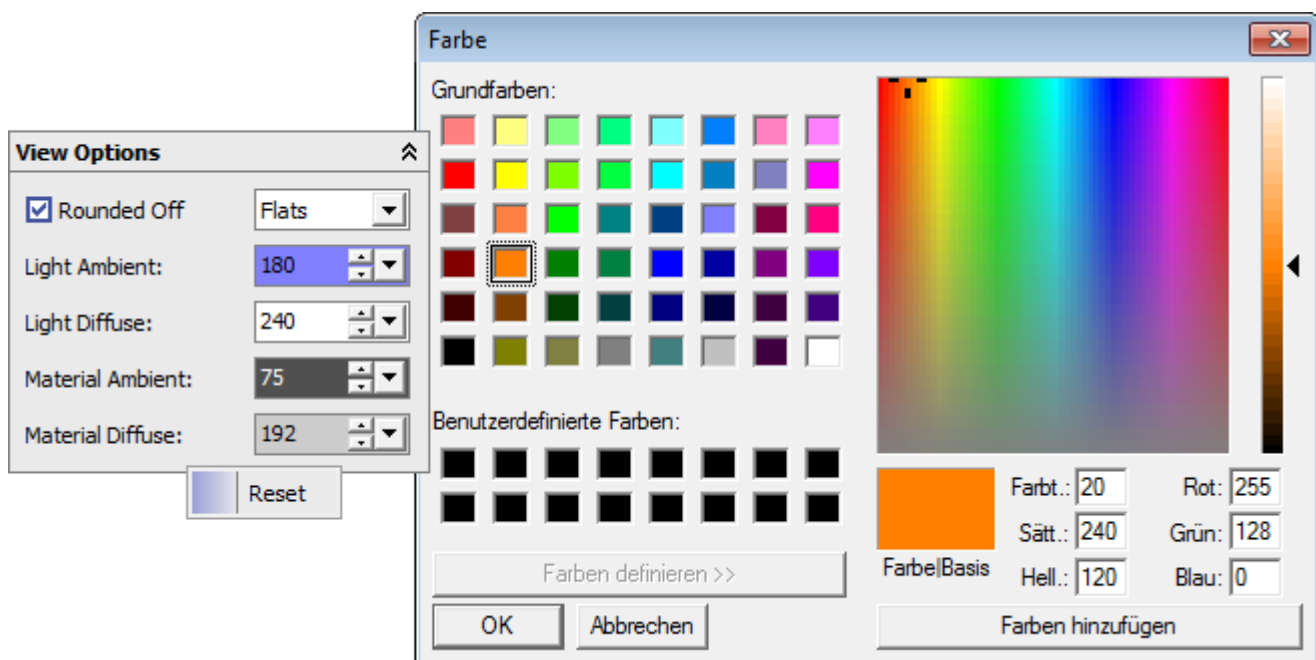 View Options
Rounded Off Flats
Light Ambient: 180
Light Diffuse: 240
Material Ambient: 75
Material Diffuse: 192
Reset
Farbe
Grundfarben:
Benutzerdefinierte Farben:
Farben definieren >>
OK Abbrechen
Farbe|Basis
Farbt.: 20 Rot: 255
Sätt.: 240 Grün: 128
Hell.: 120 Blau: 0
Farben hinzufügen